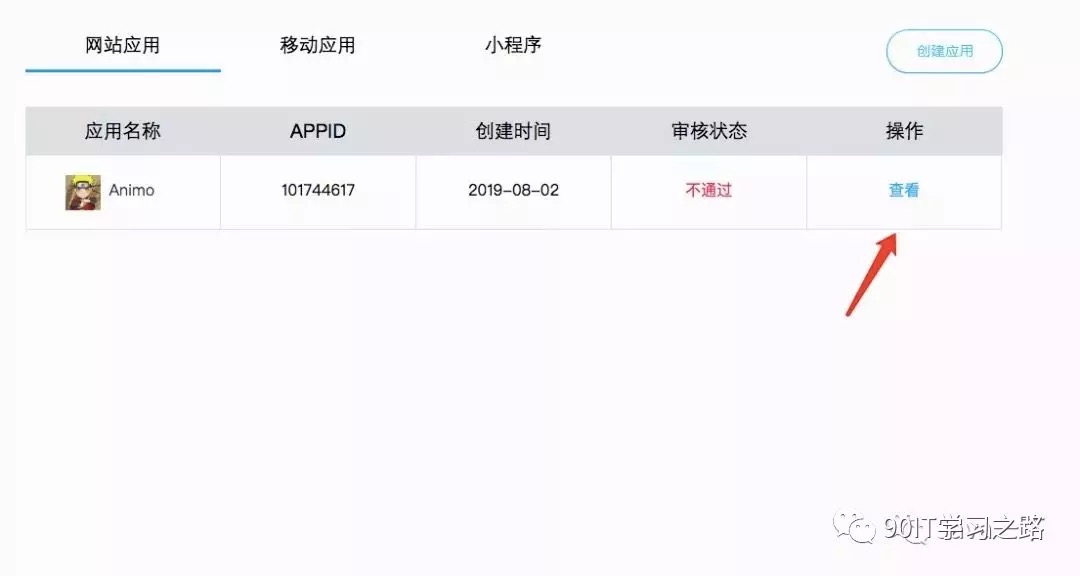 网站应用 移动应用 小程序 创建应用
应用名称 APPID 创建时间 审核状态 操作
Animo 101744617 2019-08-02 不通过 查看
90IT学习之路